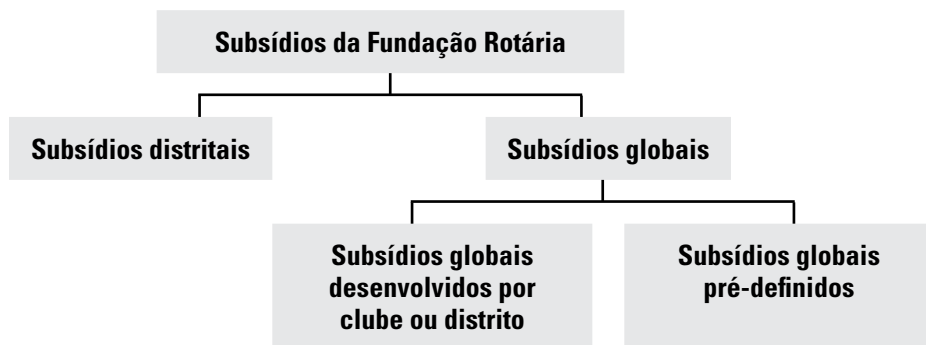 Subsídios da Fundação Rotária
Subsídios distritais
Subsídios globais
Subsídios globais
desenvolvidos por
clube ou distrito
Subsídios globais
pré-definidos